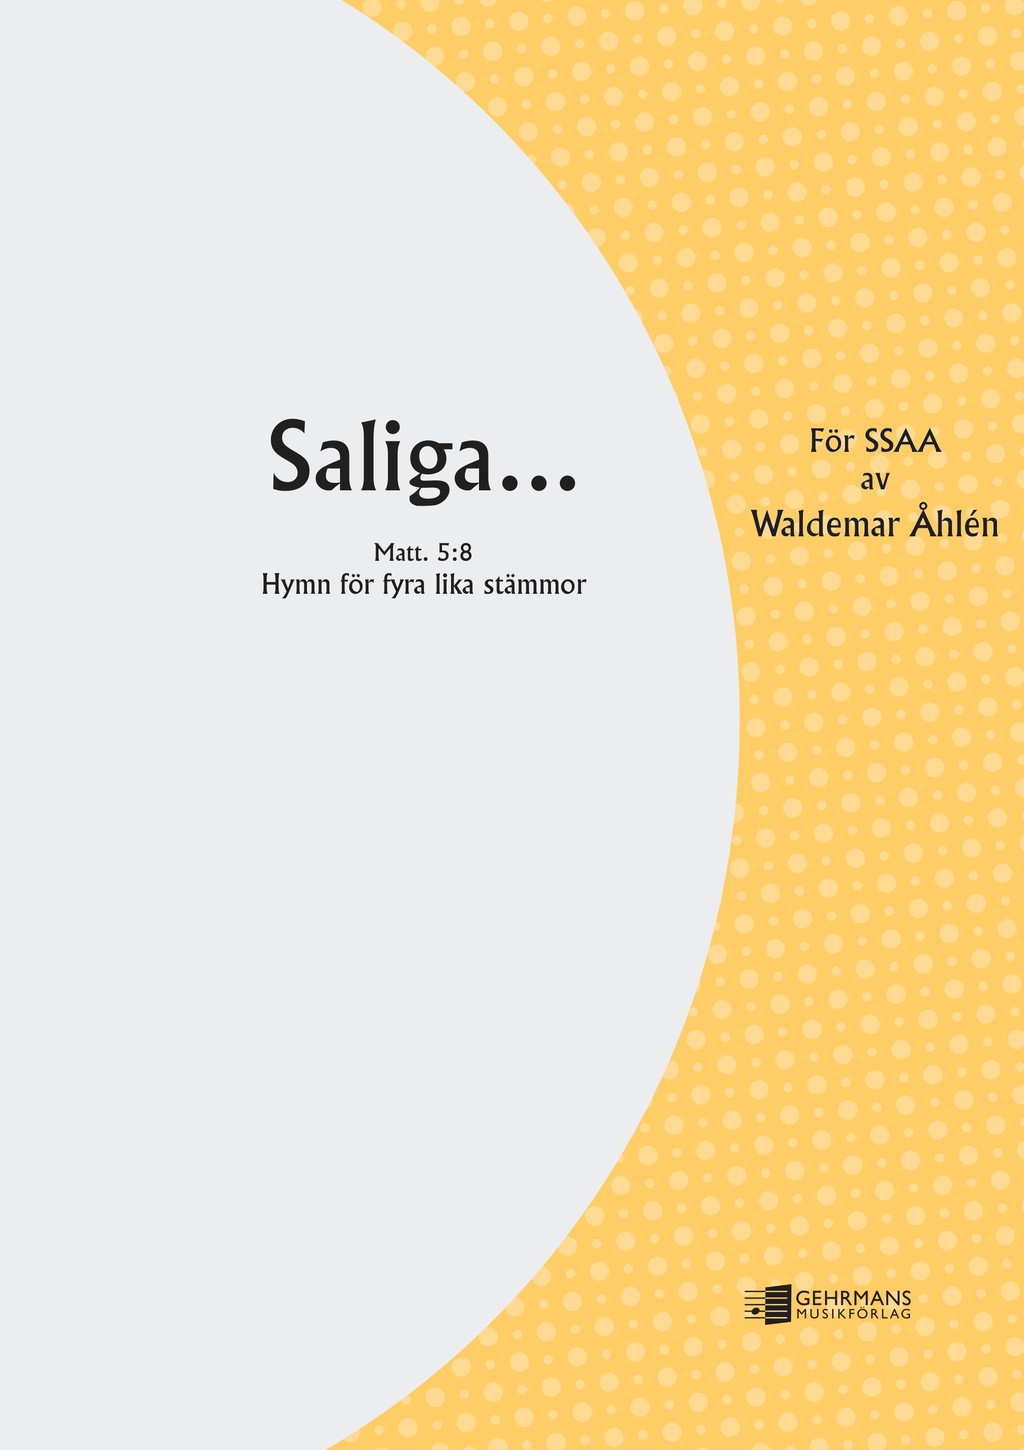 Saliga...
Matt. 5:8
Hymn för fyra lika stämmor
För SSAA
av
Waldemar Åhlén
GEHRMANS
MUSIKFÖRLAG